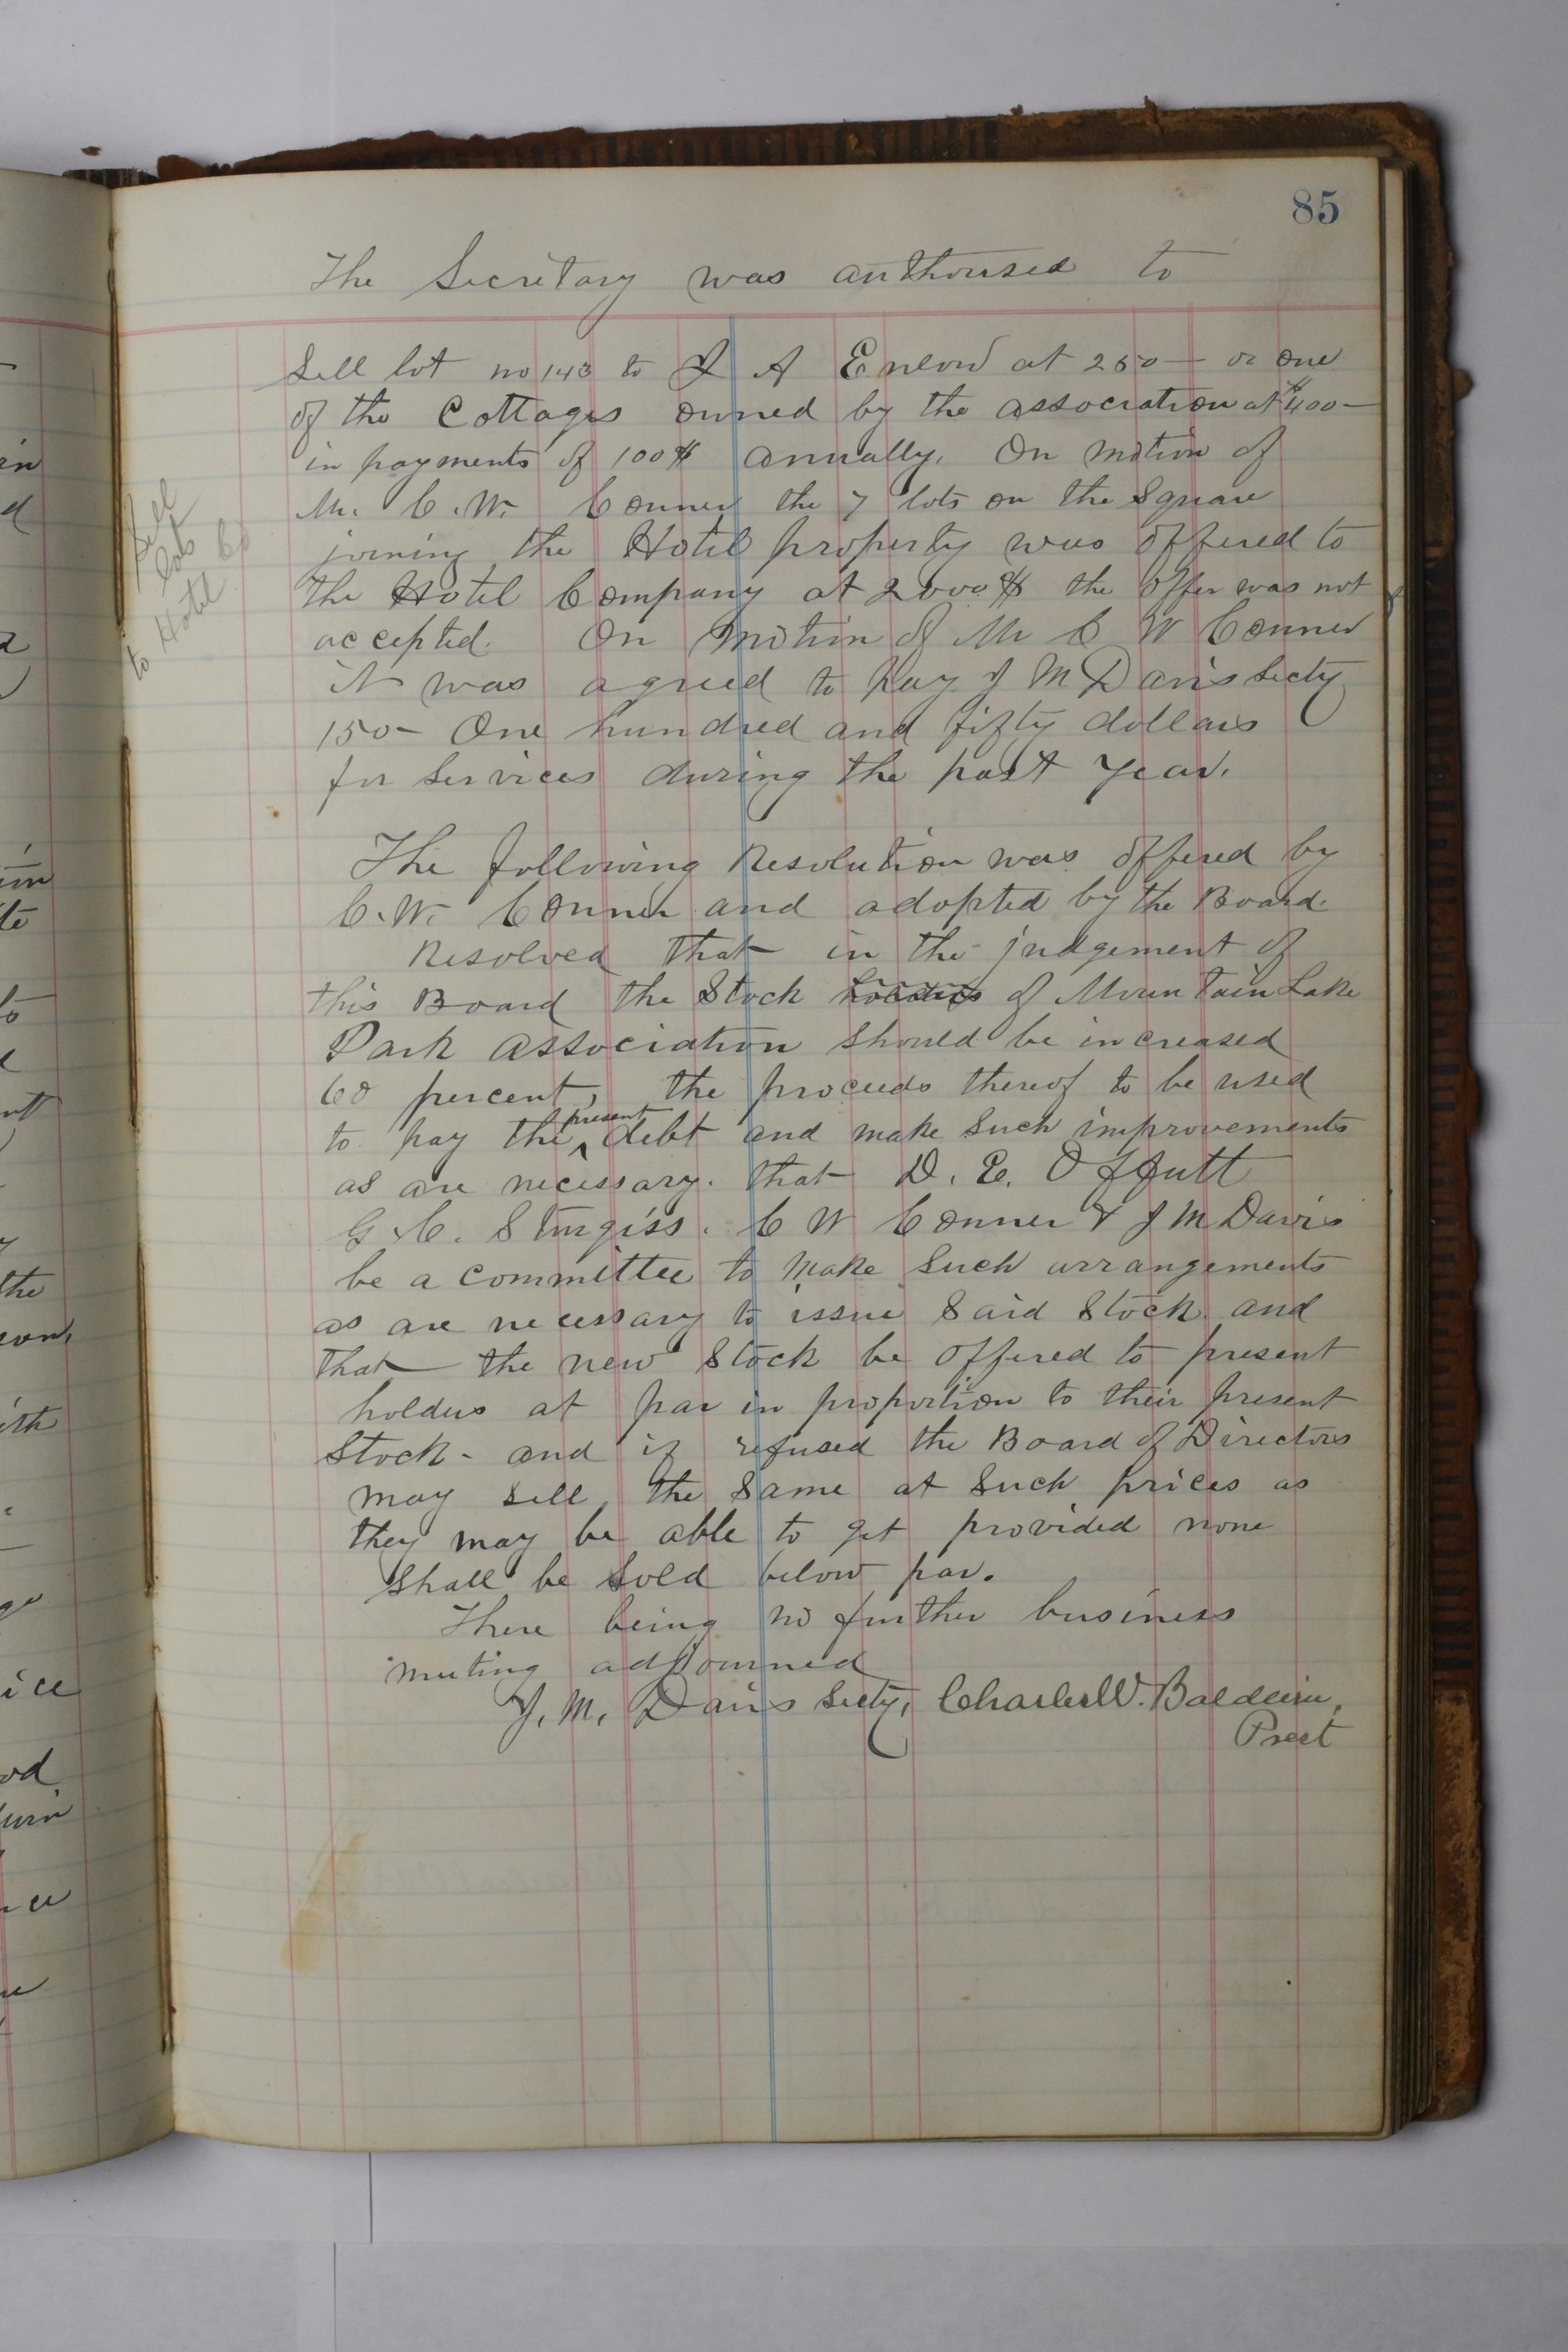 85
The Secretary was authorised to
Sell lot no 143 to I A Enlow at 250— or one
of the Cottages owned by the association at $400—
in payments of 100$ annually. On motion of
Mr. C. W. Conner the 7 lots on the Square
joining the Hotel property was offered to
the Hotel Company at 2000$ the offer was not
accepted. On motion of Mr C W Conner
it was agreed to pay J M Davis Secty
150— One hundred and fifty dollars
for Services during the past year.
Sell
Lots
to Hotel Co
The following Resolution was offered by
C. W. Conner and adopted by the Board.
Resolved that in the judgement of
this Board the Stock holders of Mountain Lake
Park Association should be increased
60 percent, the proceeds thereof to be used
to pay the present debt and make such improvements
as are necessary. that D. E. Offutt
G. C. Sturgiss. C W Conner & J M Davis
be a committee to make such arrangements
as are necessary to issue Said Stock and
that the new Stock be offered to present
holders at par in proportion to their present
Stock - and if refused the Board of Directors
may sell the same at such prices as
they may be able to get provided none
shall be sold below par.
There being no further business
meeting adjourned
J. M. Davis Secty, Charles W. Baldwin,
Prest